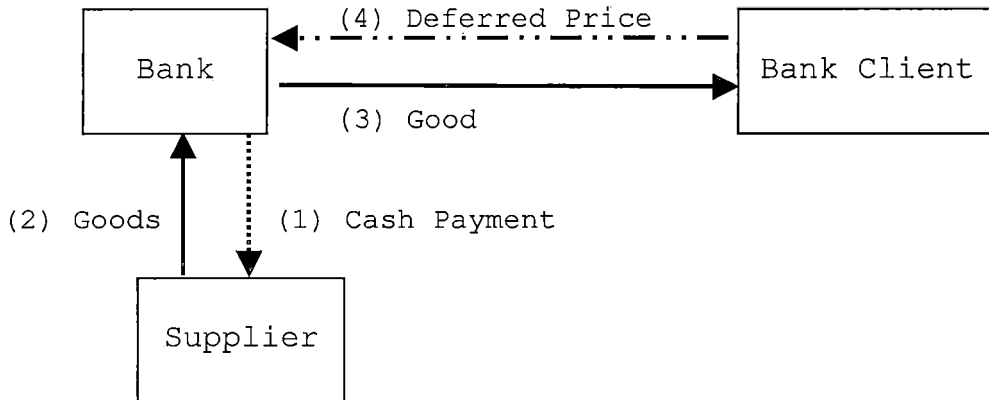 (4) Deferred Price
Bank
Bank Client
(3) Good
(2) Goods
(1) Cash Payment
Supplier